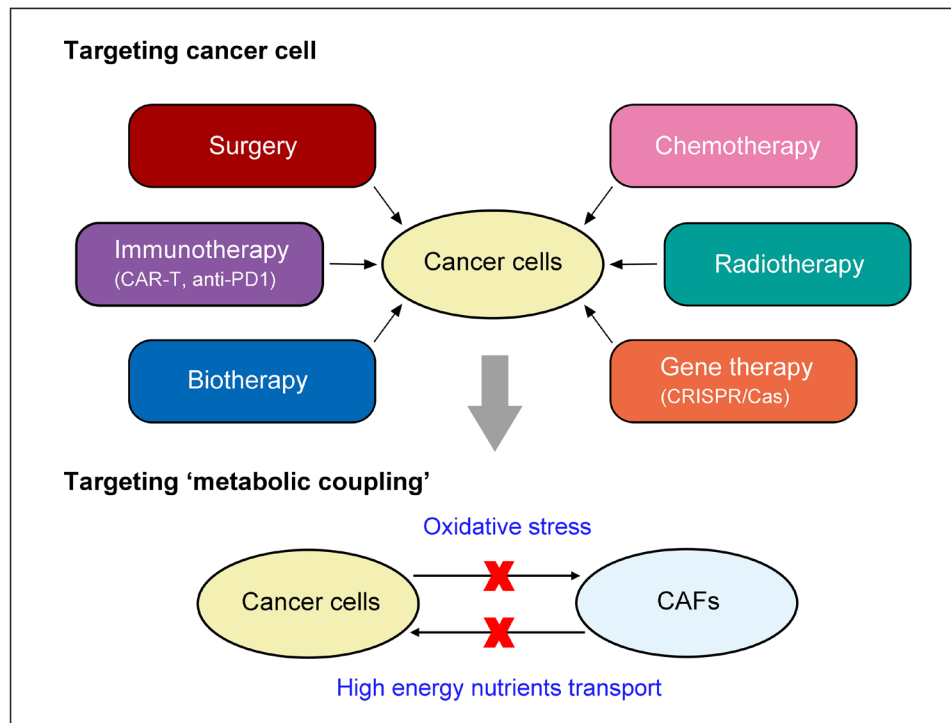 Targeting cancer cell
Surgery
Chemotherapy
Immunotherapy
(CAR-T, anti-PD1)
Cancer cells
Radiotherapy
Biotherapy
Gene therapy
(CRISPR/Cas)
Targeting ‘metabolic coupling’
Oxidative stress
Cancer cells
CAFs
High energy nutrients transport